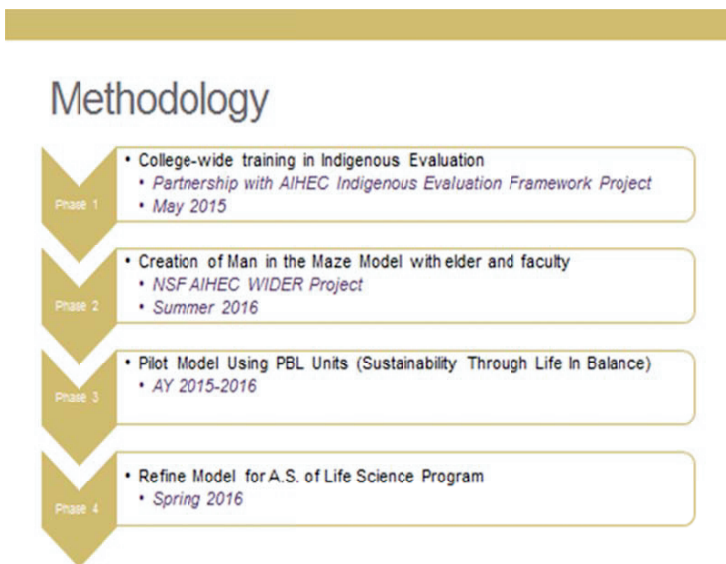 Methodology
Phase 1
• College-wide training in Indigenous Evaluation
• Partnership with AIHEC Indigenous Evaluation Framework Project
• May 2015
Phase 2
• Creation of Man in the Maze Model with elder and faculty
• NSF AIHEC WIDER Project
• Summer 2016
Phase 3
• Pilot Model Using PBL Units (Sustainability Through Life In Balance)
• AY 2015-2016
Phase 4
• Refine Model for A.S. of Life Science Program
• Spring 2016